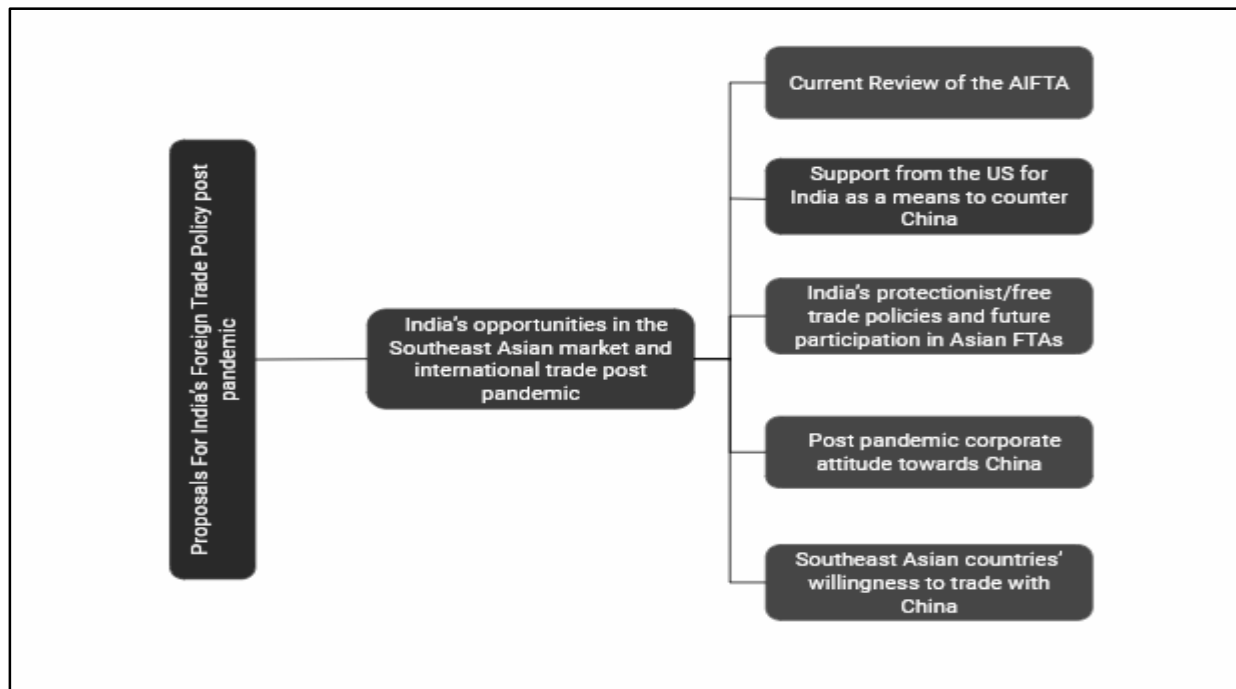 Proposals For India's Foreign Trade Policy post
pandemic
India's opportunities in the
Southeast Asian market and
international trade post
pandemic
Current Review of the AIFTA
Support from the US for
India as a means to counter
China
India's protectionist/free
trade policies and future
participation in Asian FTAs
Post pandemic corporate
attitude towards China
Southeast Asian countries'
willingness to trade with
China